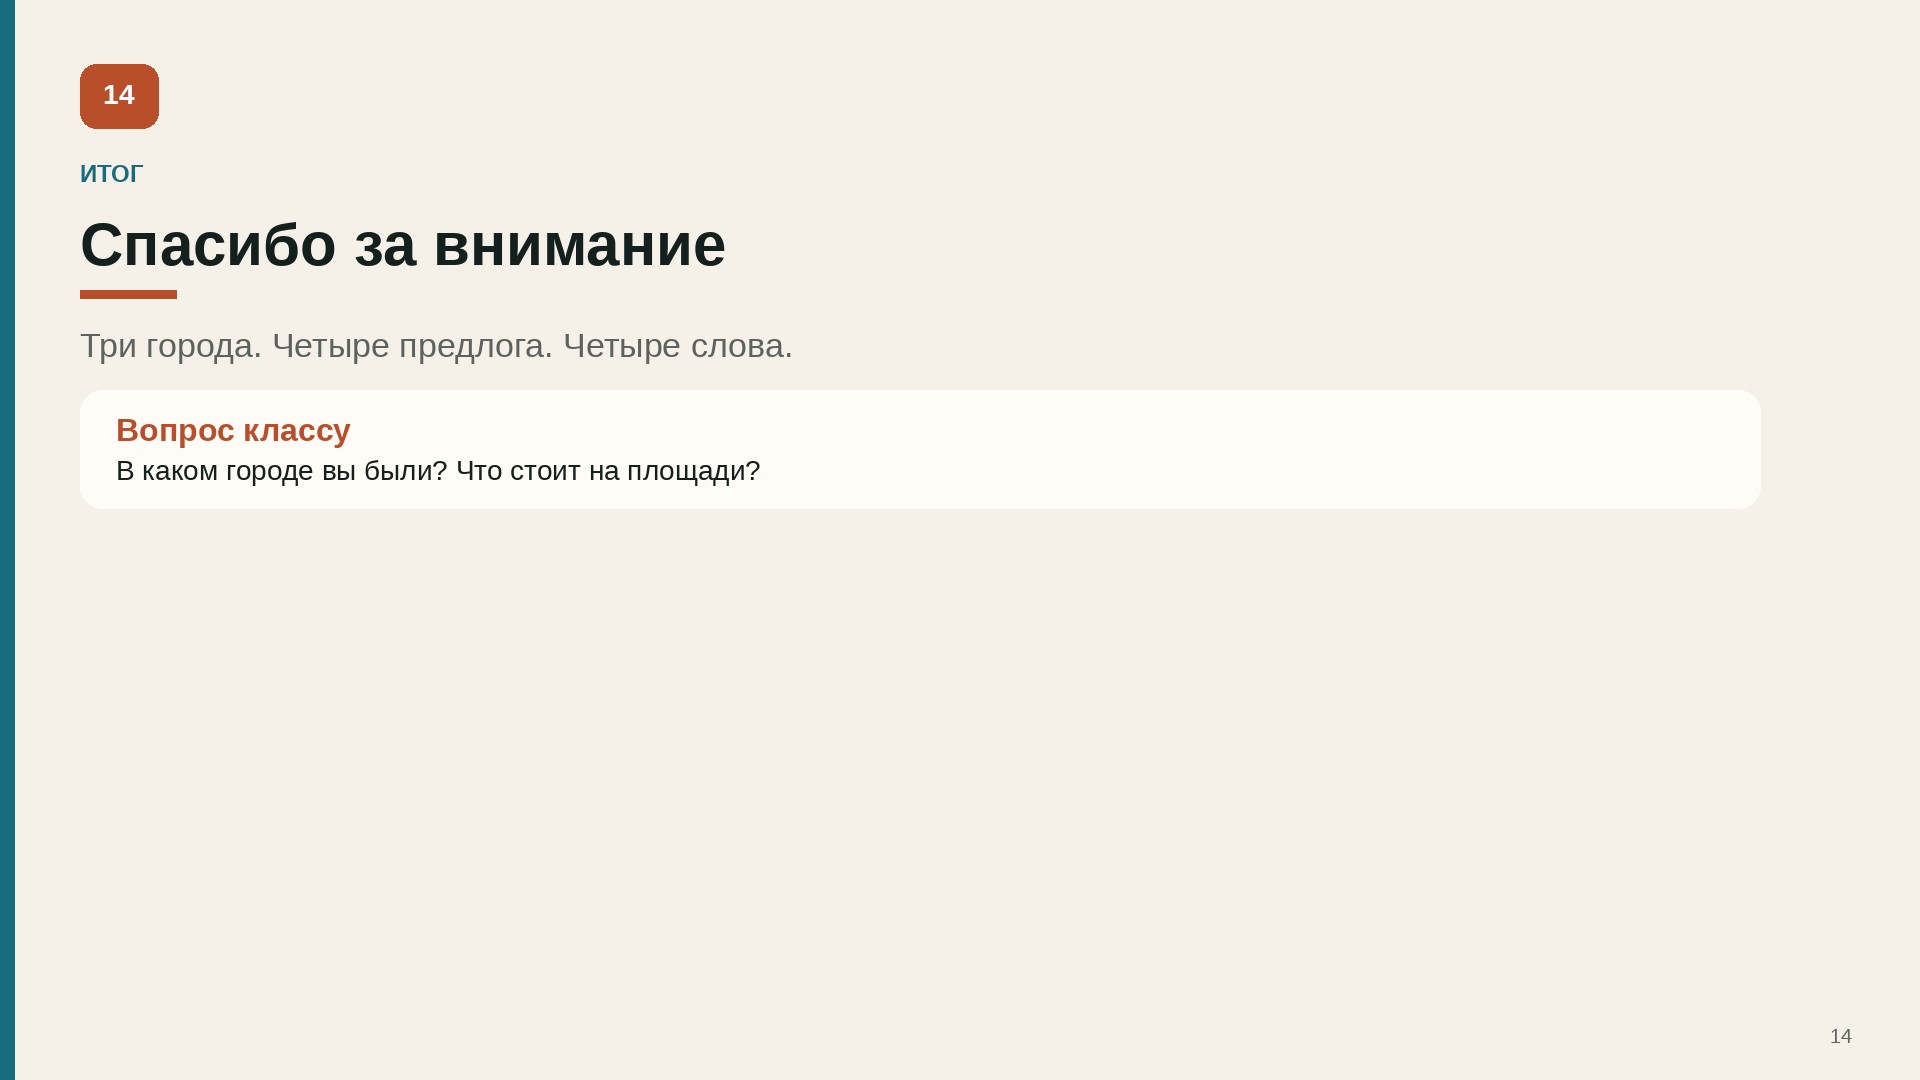 14
ИТОГ
Спасибо за внимание
Три города. Четыре предлога. Четыре слова.
Вопрос классу
В каком городе вы были? Что стоит на площади?
14